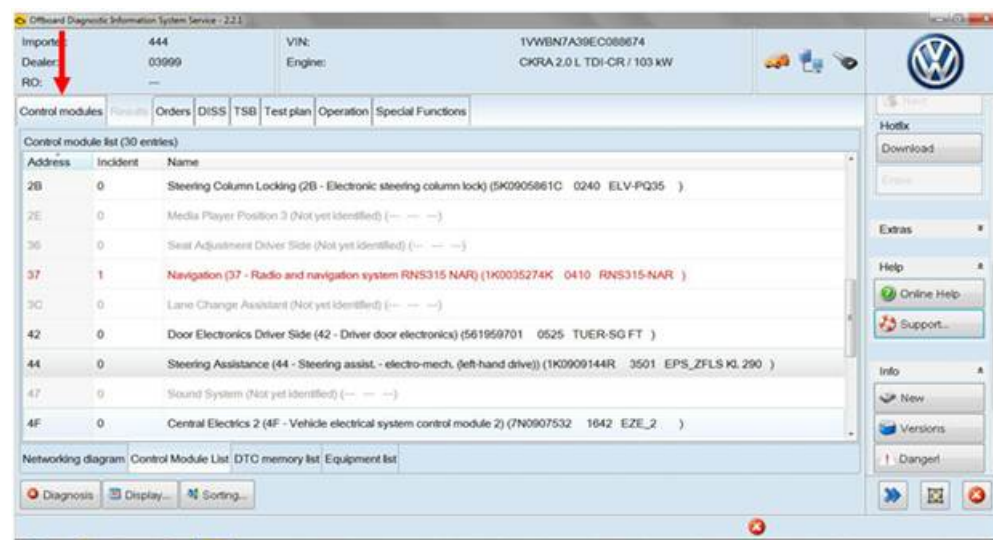 Offboard Diagnostic Information System Service - 2.2.1
Importer: 444 VIN: 1VWBN7A39EC088674
Dealer: 03999 Engine: CKRA 2.0 L TDI-CR / 103 kW
RO: ---
Control modules Results Orders DISS TSB Test plan Operation Special Functions
Control module list (30 entries)
Address Incident Name
2B 0 Steering Column Locking (2B - Electronic steering column lock) (5K0905861C 0240 ELV-PQ35 )
2E 0 Media Player Position 3 (Not yet identified) (--- --- ---)
36 0 Seat Adjustment Driver Side (Not yet identified) (--- --- ---)
37 1 Navigation (37 - Radio and navigation system RNS315 NAR) (1K0035274K 0410 RNS315-NAR )
3C 0 Lane Change Assistant (Not yet identified) (--- --- ---)
42 0 Door Electronics Driver Side (42 - Driver door electronics) (561959701 0525 TUER-SG FT )
44 0 Steering Assistance (44 - Steering assist. - electro-mech. (left-hand drive)) (1K0909144R 3501 EPS_ZFLS KL 290 )
47 0 Sound System (Not yet identified) (--- --- ---)
4F 0 Central Electrics 2 (4F - Vehicle electrical system control module 2) (7N0907532 1642 EZE_2 )
Networking diagram Control Module List DTC memory list Equipment list
Diagnosis Display... Sorting...
Hotfix
Download
Extras
Help
Online Help
Support...
Info
New
Versions
! Danger!